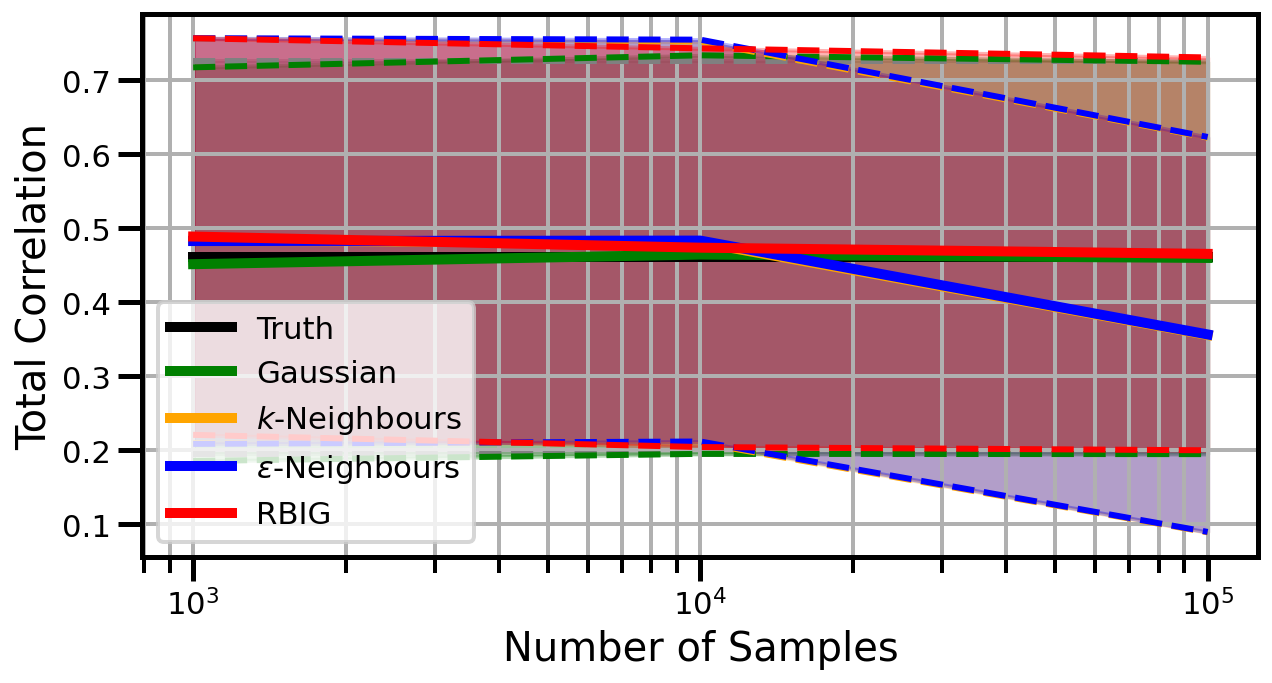 Total Correlation
0.7
0.6
0.5
0.4
0.3
0.2
0.1
Truth
Gaussian
k-Neighbours
ε-Neighbours
RBIG
10³
10⁴
10⁵
Number of Samples